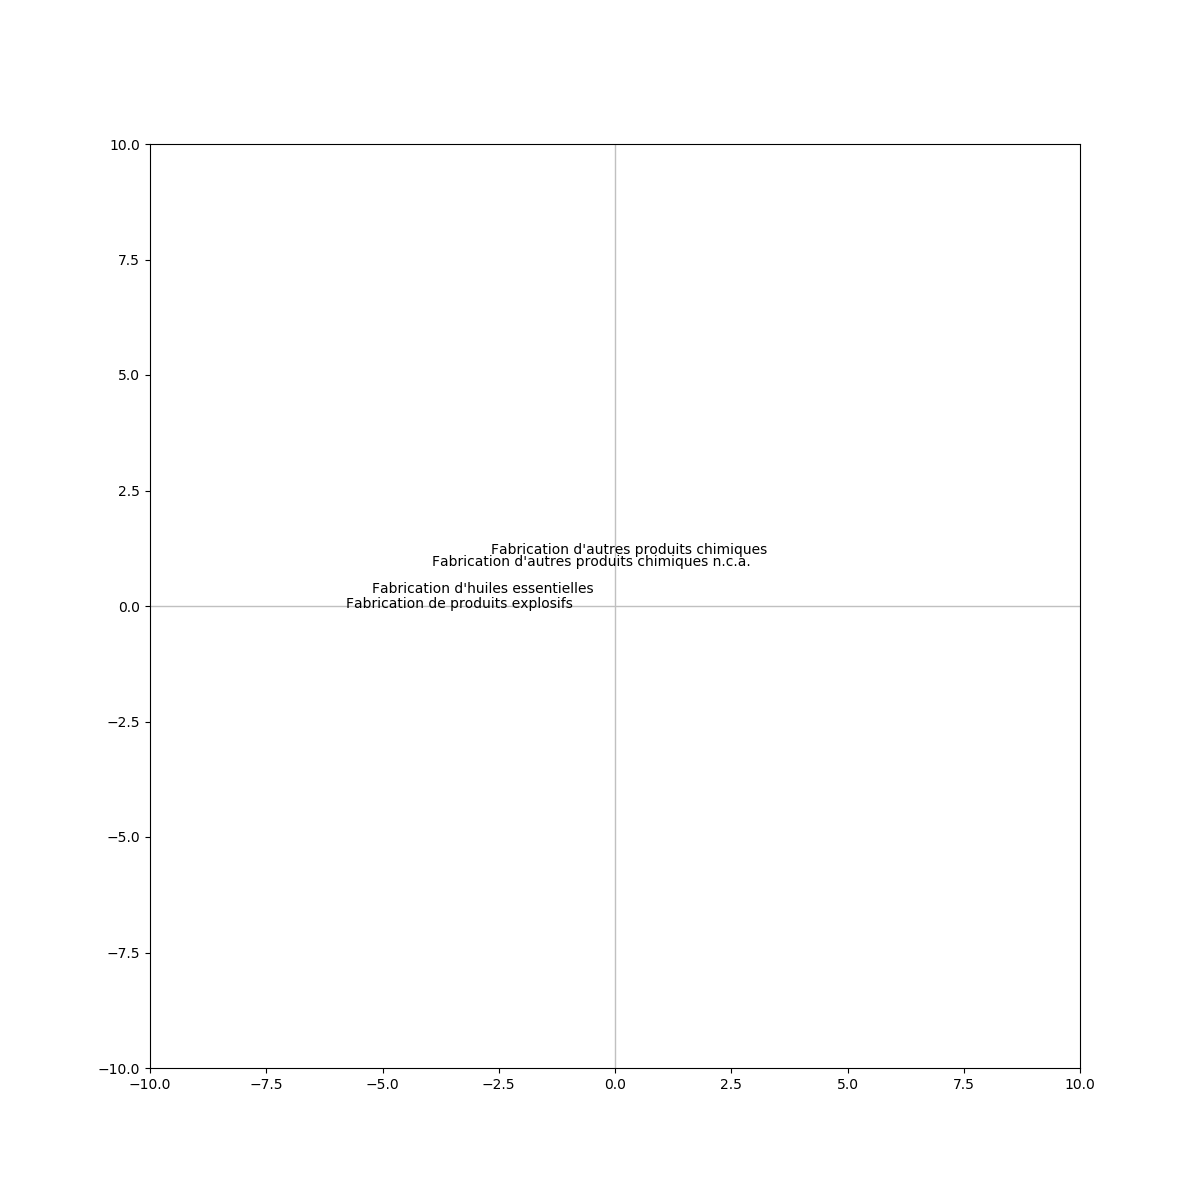 10.0
7.5
5.0
2.5
Fabrication d'autres produits chimiques
Fabrication d'autres produits chimiques n.c.a.
Fabrication d'huiles essentielles
Fabrication de produits explosifs
0.0
−2.5
−5.0
−7.5
−10.0
−10.0 −7.5 −5.0 −2.5 0.0 2.5 5.0 7.5 10.0